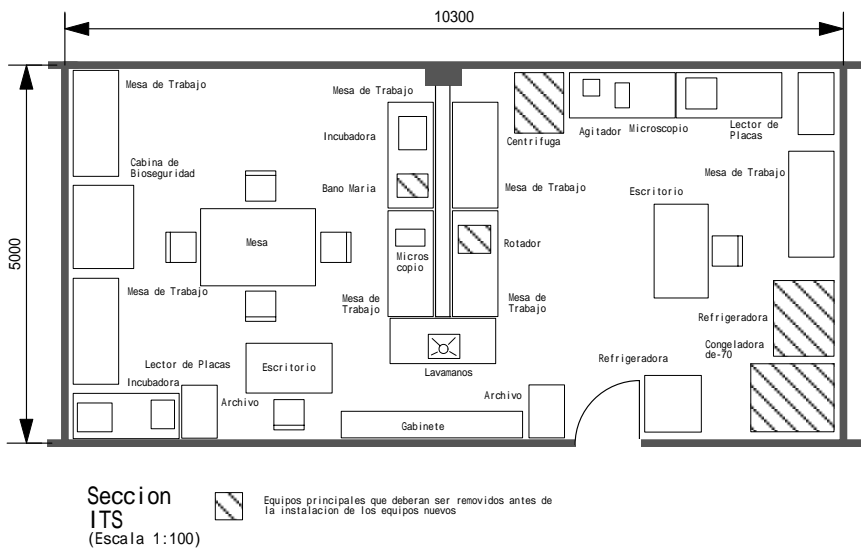 10300
5000
Mesa de Trabajo
Cabina de
Bioseguridad
Mesa
Mesa de Trabajo
Lector de Placas
Incubadora
Archivo
Escritorio
Mesa de Trabajo
Incubadora
Bano Maria
Micros
copio
Mesa de
Trabajo
Lavamanos
Gabinete
Archivo
Centrifuga
Agitador
Microscopio
Lector de
Placas
Mesa de Trabajo
Rotador
Mesa de
Trabajo
Escritorio
Mesa de Trabajo
Refrigeradora
Congeladora
de-70
Refrigeradora
Seccion
ITS
(Escala 1:100)
Equipos principales que deberan ser removidos antes de
la instalacion de los equipos nuevos